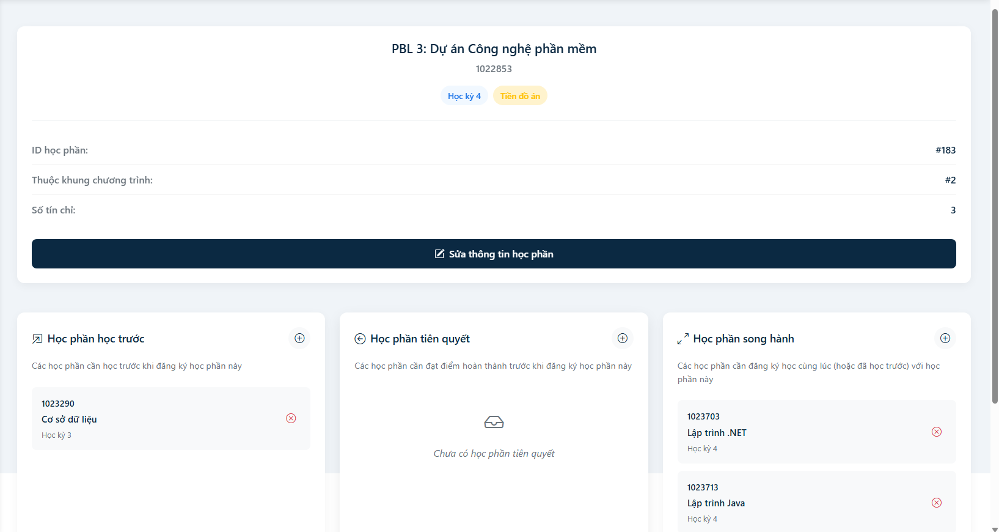 PBL 3: Dự án Công nghệ phần mềm
1022853
Học kỳ 4
Tiền đồ án
ID học phần:
#183
Thuộc khung chương trình:
#2
Số tín chỉ:
3
Sửa thông tin học phần
Học phần học trước
Các học phần cần học trước khi đăng ký học phần này
1023290
Cơ sở dữ liệu
Học kỳ 3
Học phần tiên quyết
Các học phần cần đạt điểm hoàn thành trước khi đăng ký học phần này
Chưa có học phần tiên quyết
Học phần song hành
Các học phần cần đăng ký học cùng lúc (hoặc đã học trước) với học
phần này
1023703
Lập trình .NET
Học kỳ 4
1023713
Lập trình Java
Học kỳ 4